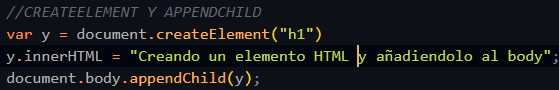 //CREATEELEMENT Y APPENDCHILD
var y = document.createElement("h1")
y.innerHTML = "Creando un elemento HTML y añadiendolo al body";
document.body.appendChild(y);